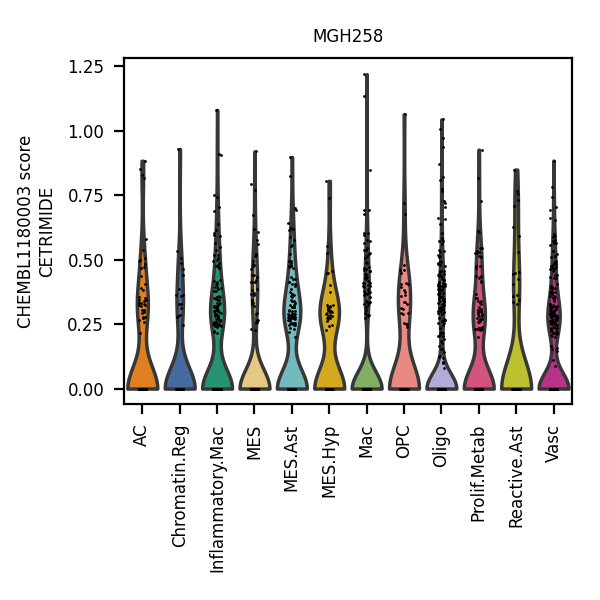 MGH258
CHEMBL1180003 score
CETRIMIDE
1.25
1.00
0.75
0.50
0.25
0.00
AC
Chromatin.Reg
Inflammatory.Mac
MES
MES.Ast
MES.Hyp
Mac
OPC
Oligo
Prolif.Metab
Reactive.Ast
Vasc